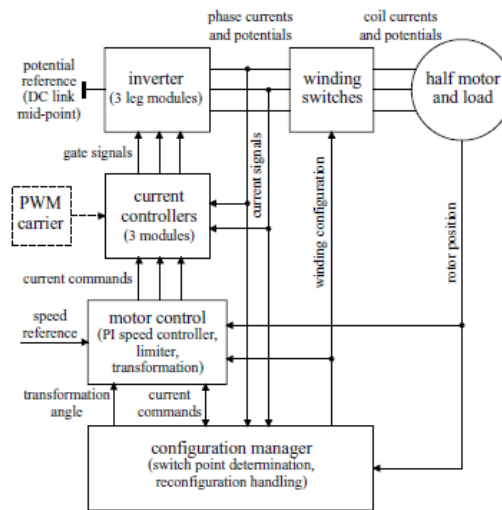 phase currents
and potentials
coil currents
and potentials
potential
reference
(DC link
mid-point)
inverter
(3 leg modules)
winding
switches
half motor
and load
gate signals
current signals
winding configuration
rotor position
PWM
carrier
current
controllers
(3 modules)
current commands
speed
reference
motor control
(PI speed controller,
limiter,
transformation)
transformation
angle
current
commands
configuration manager
(switch point determination,
reconfiguration handling)